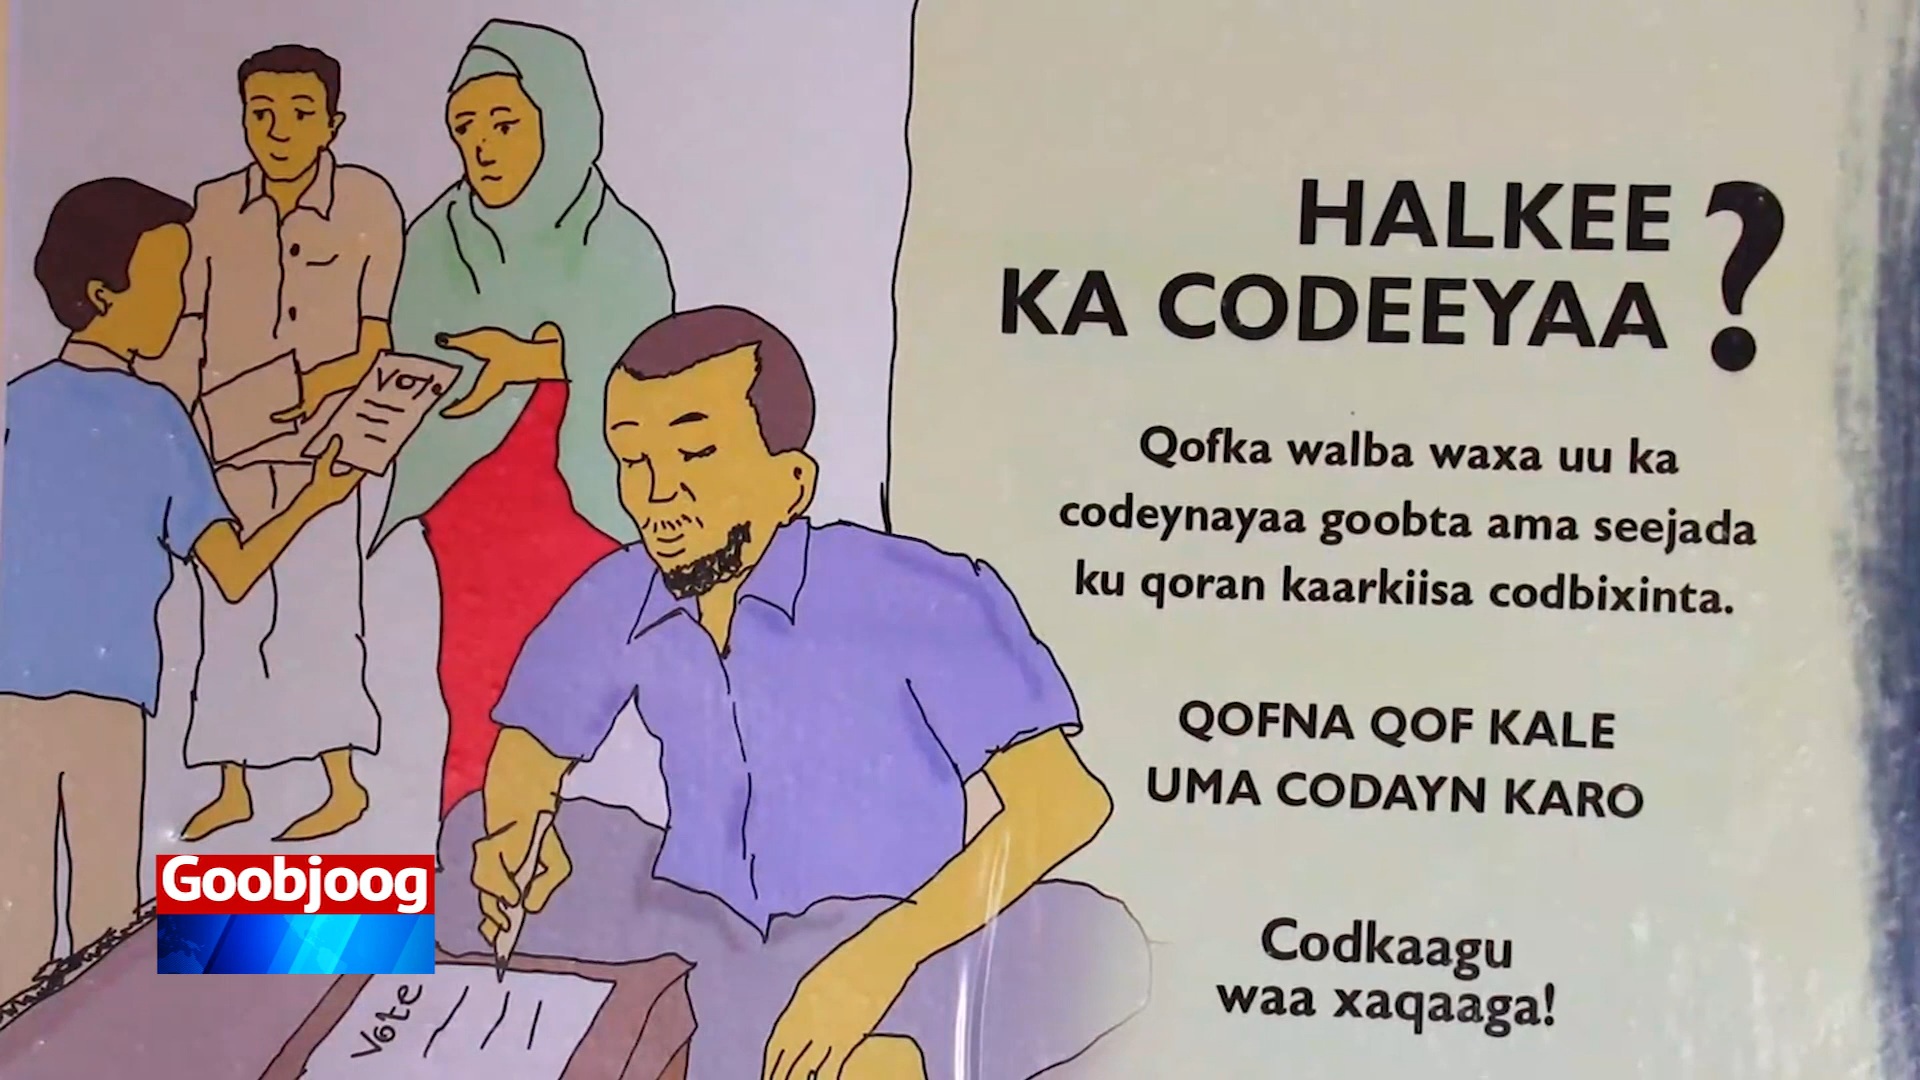 HALKEE
KA CODEEYAA?
Qofka walba waxa uu ka
codeynayaa goobta ama seejada
ku qoran kaarkiisa codbixinta.
QOFNA QOF KALE
UMA CODAYN KARO
Codkaagu
waa xaqaaga!
Vote
Vote
Goobjoog